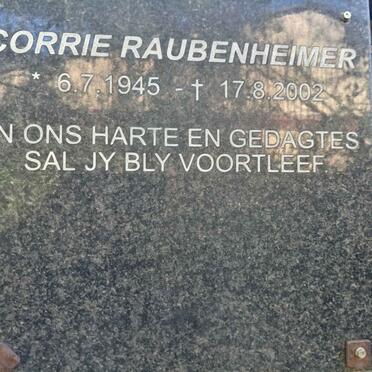 CORRIE RAUBENHEIMER
* 6.7.1945 - † 17.8.2002
N ONS HARTE EN GEDAGTES
SAL JY BLY VOORTLEEF.